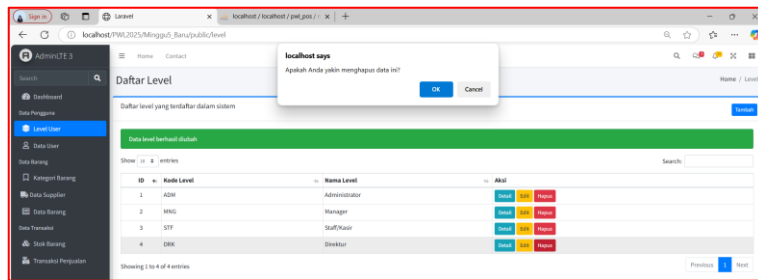 Sign in
Laravel
localhost / localhost / pwl_pos /
localhost/PWL2025/Minggu5_Baru/public/level
AdminLTE 3
Home Contact
localhost says
Apakah Anda yakin menghapus data ini?
OK Cancel
Search
Daftar Level
Home / Level
Dashboard
Data Pengguna
Daftar level yang terdaftar dalam sistem
Tambah
Level User
Data User
Data level berhasil diubah
Data Barang
Show entries
Search:
Kategori Barang
ID Kode Level Nama Level Aksi
Data Supplier
1 ADM Administrator Detail Edit Hapus
Data Barang
2 MNG Manager Detail Edit Hapus
Data Transaksi
3 STF Staff/Kasir Detail Edit Hapus
Stok Barang
4 DRK Direktur Detail Edit Hapus
Transaksi Penjualan
Showing 1 to 4 of 4 entries
Previous 1 Next